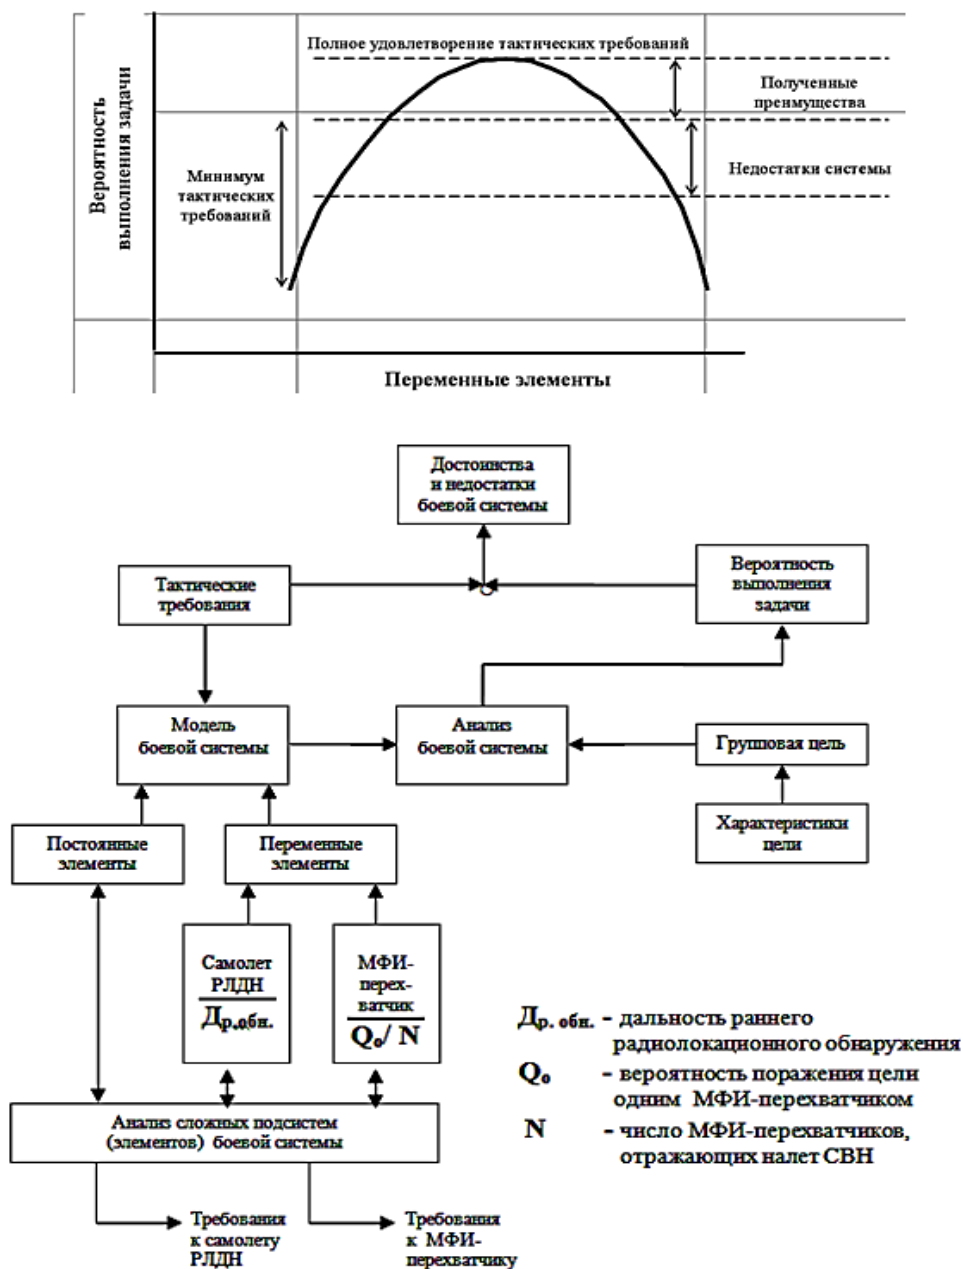 Вероятность
выполнения задачи
Полное удовлетворение тактических требований
Полученные
преимущества
Минимум
тактических
требований
Недостатки системы
Переменные элементы
Достоинства
и недостатки
боевой системы
Тактические
требования
Вероятность
выполнения
задачи
Модель
боевой системы
Анализ
боевой системы
Групповая цель
Характеристики
цели
Постоянные
элементы
Переменные
элементы
Самолет
РЛДН
Др.обн.
МФИ-
перех-
ватчик
Qо/ N
Др. обн. - дальность раннего
радиолокационного обнаружения
Qо - вероятность поражения цели
одним МФИ-перехватчиком
N - число МФИ-перехватчиков,
отражающих налет СВН
Анализ сложных подсистем
(элементов) боевой системы
Требования
к самолету
РЛДН
Требования
к МФИ-
перехватчику